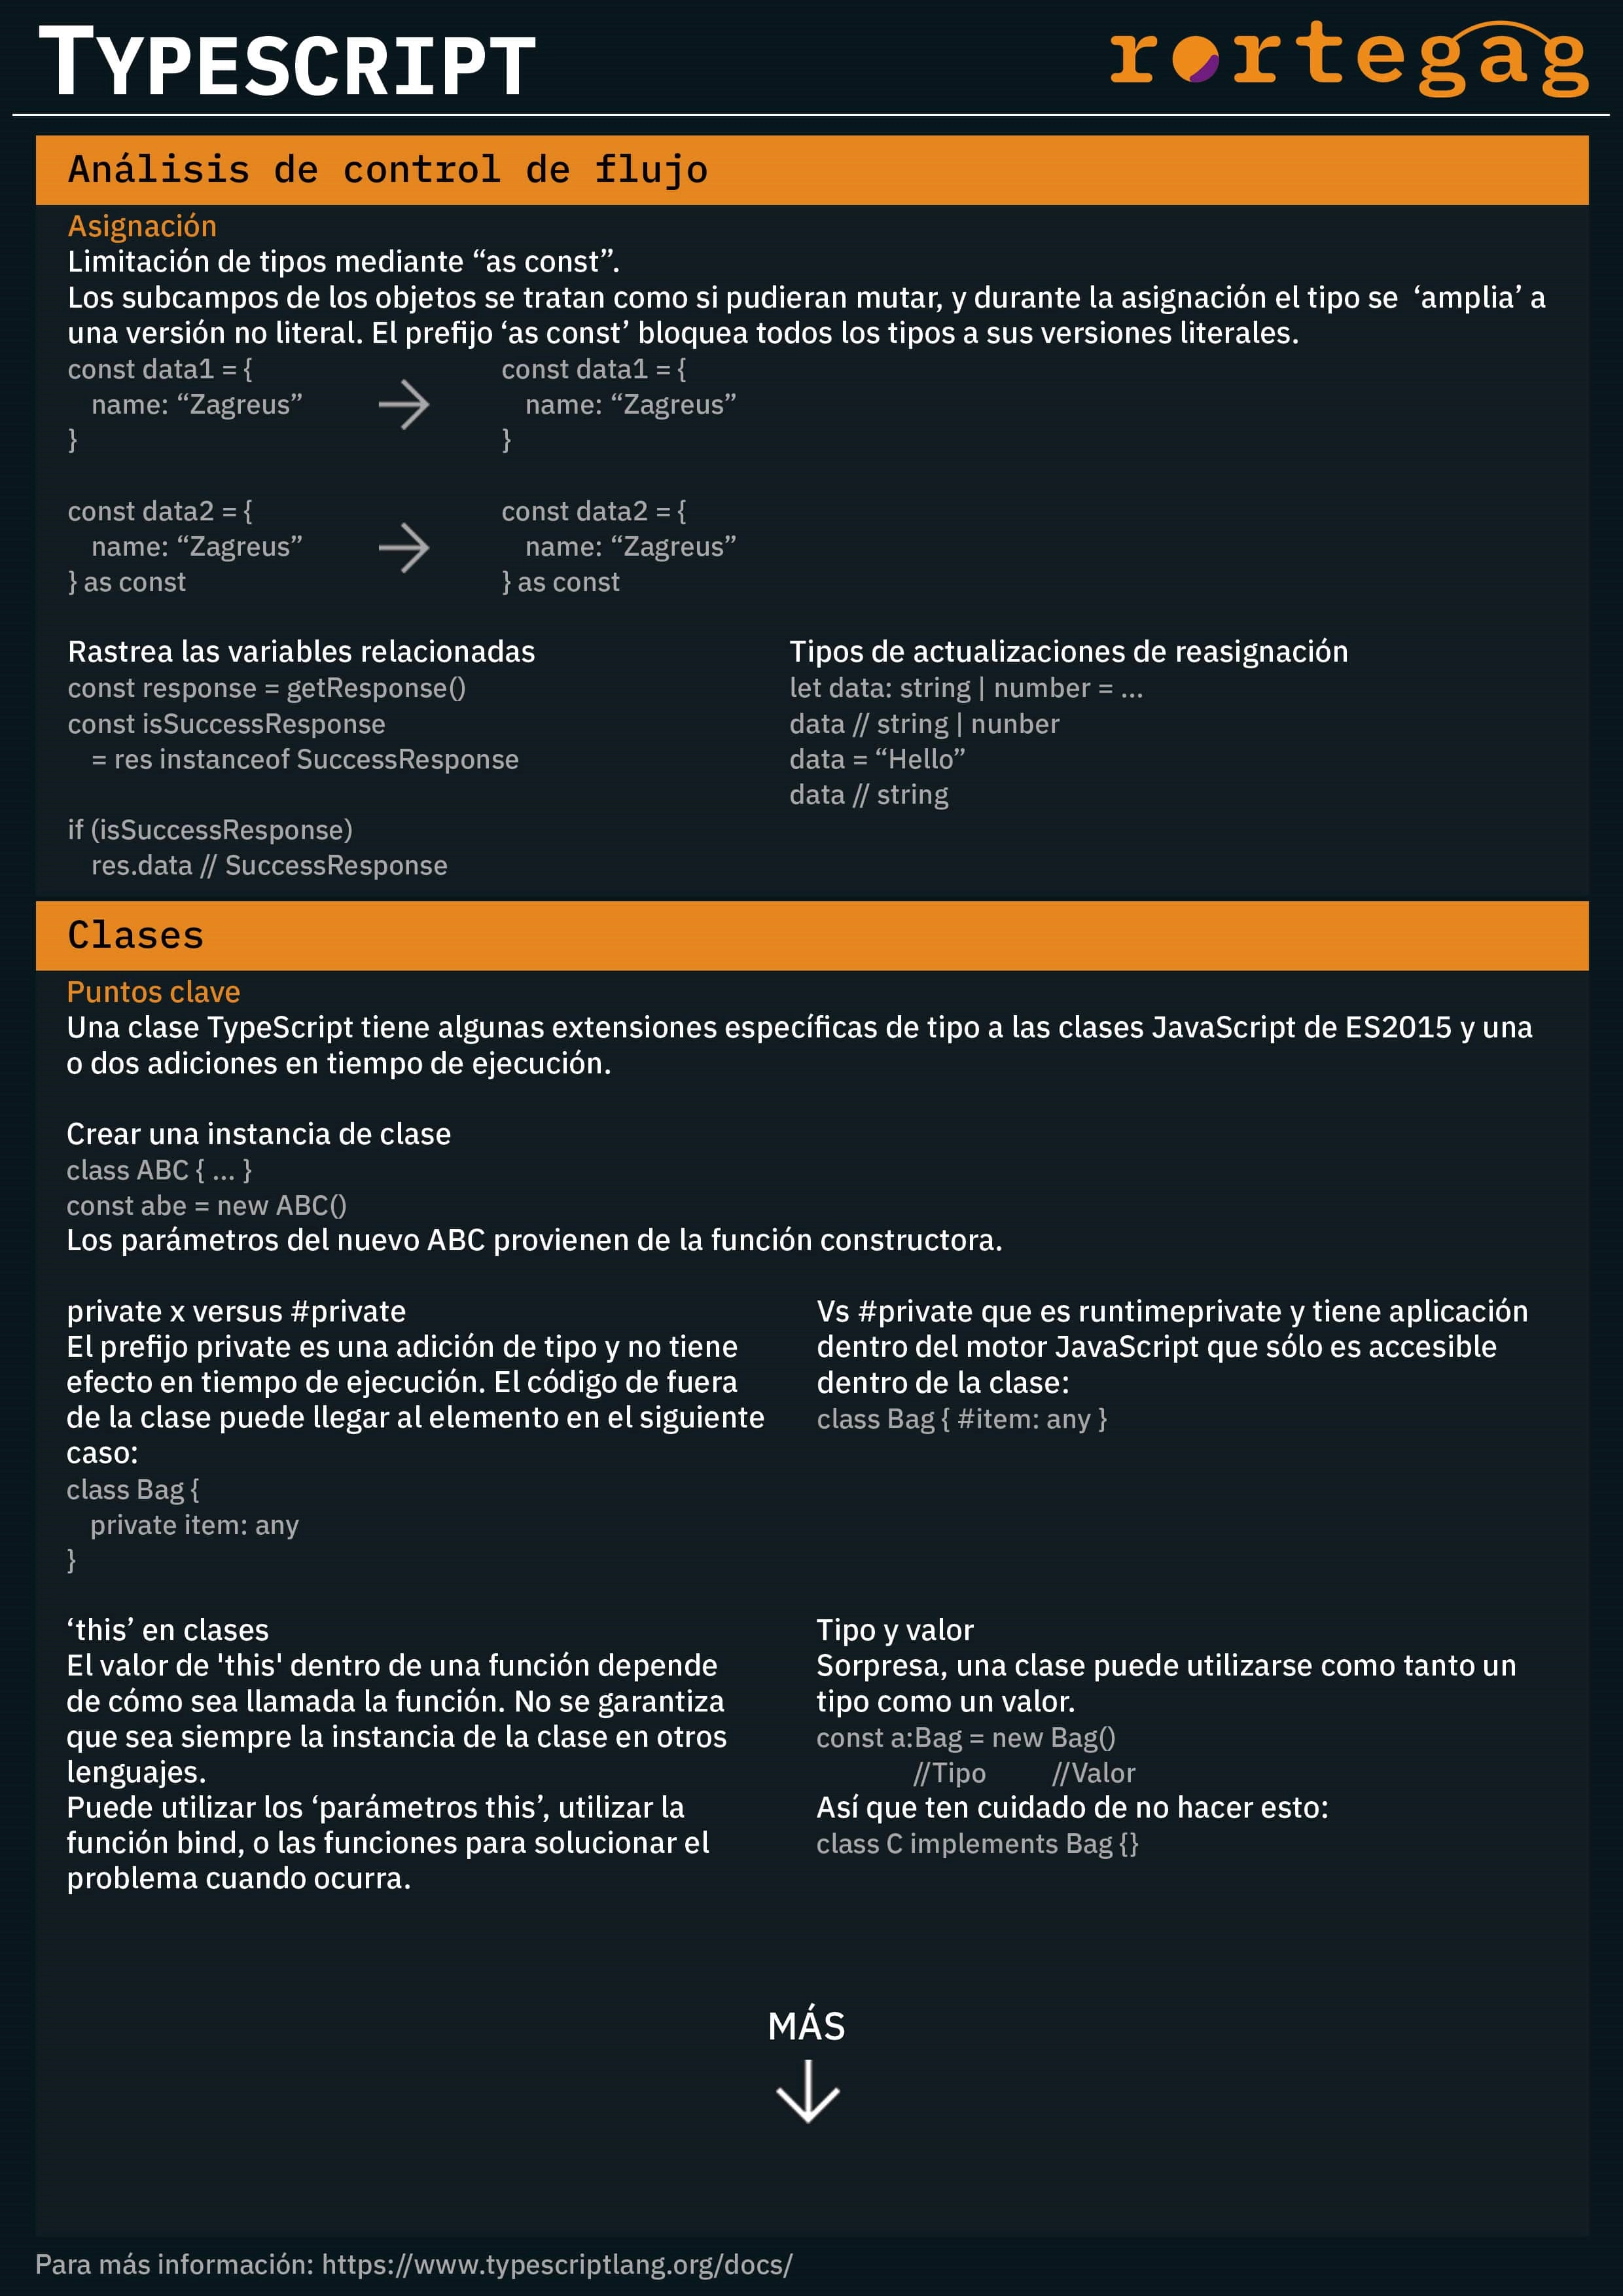 TYPESCRIPT
rortegag
Análisis de control de flujo
Asignación
Limitación de tipos mediante “as const”.
Los subcampos de los objetos se tratan como si pudieran mutar, y durante la asignación el tipo se ‘amplia’ a
una versión no literal. El prefijo ‘as const’ bloquea todos los tipos a sus versiones literales.
const data1 = {
name: “Zagreus”
}
const data1 = {
name: “Zagreus”
}
const data2 = {
name: “Zagreus”
} as const
const data2 = {
name: “Zagreus”
} as const
Rastrea las variables relacionadas
const response = getResponse()
const isSuccessResponse
= res instanceof SuccessResponse
if (isSuccessResponse)
res.data // SuccessResponse
Tipos de actualizaciones de reasignación
let data: string | number = ...
data // string | nunber
data = “Hello”
data // string
Clases
Puntos clave
Una clase TypeScript tiene algunas extensiones específicas de tipo a las clases JavaScript de ES2015 y una
o dos adiciones en tiempo de ejecución.
Crear una instancia de clase
class ABC { ... }
const abe = new ABC()
Los parámetros del nuevo ABC provienen de la función constructora.
private x versus #private
El prefijo private es una adición de tipo y no tiene
efecto en tiempo de ejecución. El código de fuera
de la clase puede llegar al elemento en el siguiente
caso:
class Bag {
private item: any
}
Vs #private que es runtimeprivate y tiene aplicación
dentro del motor JavaScript que sólo es accesible
dentro de la clase:
class Bag { #item: any }
‘this’ en clases
El valor de 'this' dentro de una función depende
de cómo sea llamada la función. No se garantiza
que sea siempre la instancia de la clase en otros
lenguajes.
Puede utilizar los ‘parámetros this’, utilizar la
función bind, o las funciones para solucionar el
problema cuando ocurra.
Tipo y valor
Sorpresa, una clase puede utilizarse como tanto un
tipo como un valor.
const a:Bag = new Bag()
//Tipo //Valor
Así que ten cuidado de no hacer esto:
class C implements Bag {}
MÁS
Para más información: https://www.typescriptlang.org/docs/